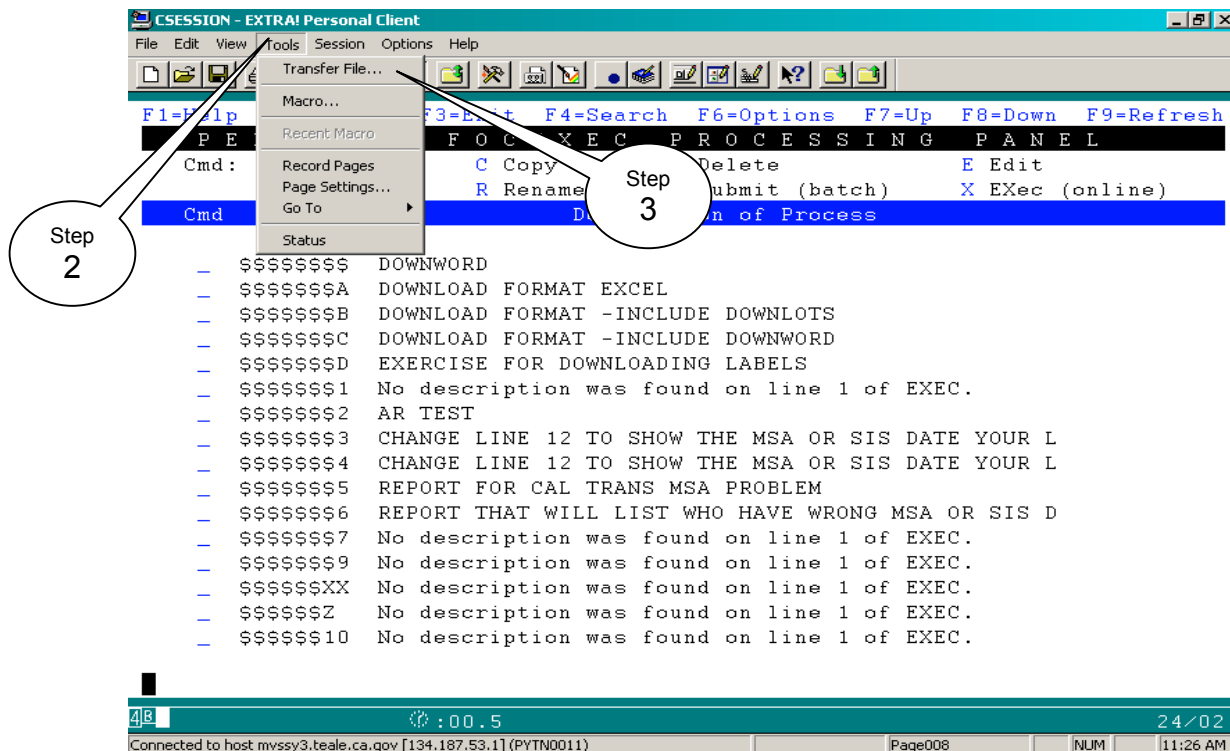 CSESSION - EXTRA! Personal Client
File Edit View Tools Session Options Help
Transfer File...
Macro...
Recent Macro
Record Pages
Page Settings...
Go To
Status
Step
2
Step
3
F4=Search F6=Options F7=Up F8=Down F9=Refresh
PROCESSING PANEL
Cmd: C Copy Delete E Edit
R Rename (batch) X EXec (online)
Cmd of Process
_ $$$$$$$$ DOWNWORD
_ $$$$$$$A DOWNLOAD FORMAT EXCEL
_ $$$$$$$B DOWNLOAD FORMAT -INCLUDE DOWNLOTS
_ $$$$$$$C DOWNLOAD FORMAT -INCLUDE DOWNWORD
_ $$$$$$$D EXERCISE FOR DOWNLOADING LABELS
_ $$$$$$$1 No description was found on line 1 of EXEC.
_ $$$$$$$2 AR TEST
_ $$$$$$$3 CHANGE LINE 12 TO SHOW THE MSA OR SIS DATE YOUR L
_ $$$$$$$4 CHANGE LINE 12 TO SHOW THE MSA OR SIS DATE YOUR L
_ $$$$$$$5 REPORT FOR CAL TRANS MSA PROBLEM
_ $$$$$$$6 REPORT THAT WILL LIST WHO HAVE WRONG MSA OR SIS D
_ $$$$$$$7 No description was found on line 1 of EXEC.
_ $$$$$$$9 No description was found on line 1 of EXEC.
_ $$$$$$XX No description was found on line 1 of EXEC.
_ $$$$$$Z No description was found on line 1 of EXEC.
_ $$$$$$10 No description was found on line 1 of EXEC.
4B :00.5 24/02
Connected to host mvssy3.teale.ca.gov [134.187.53.1] (PYTN0011) Page008 NUM 11:26 AM